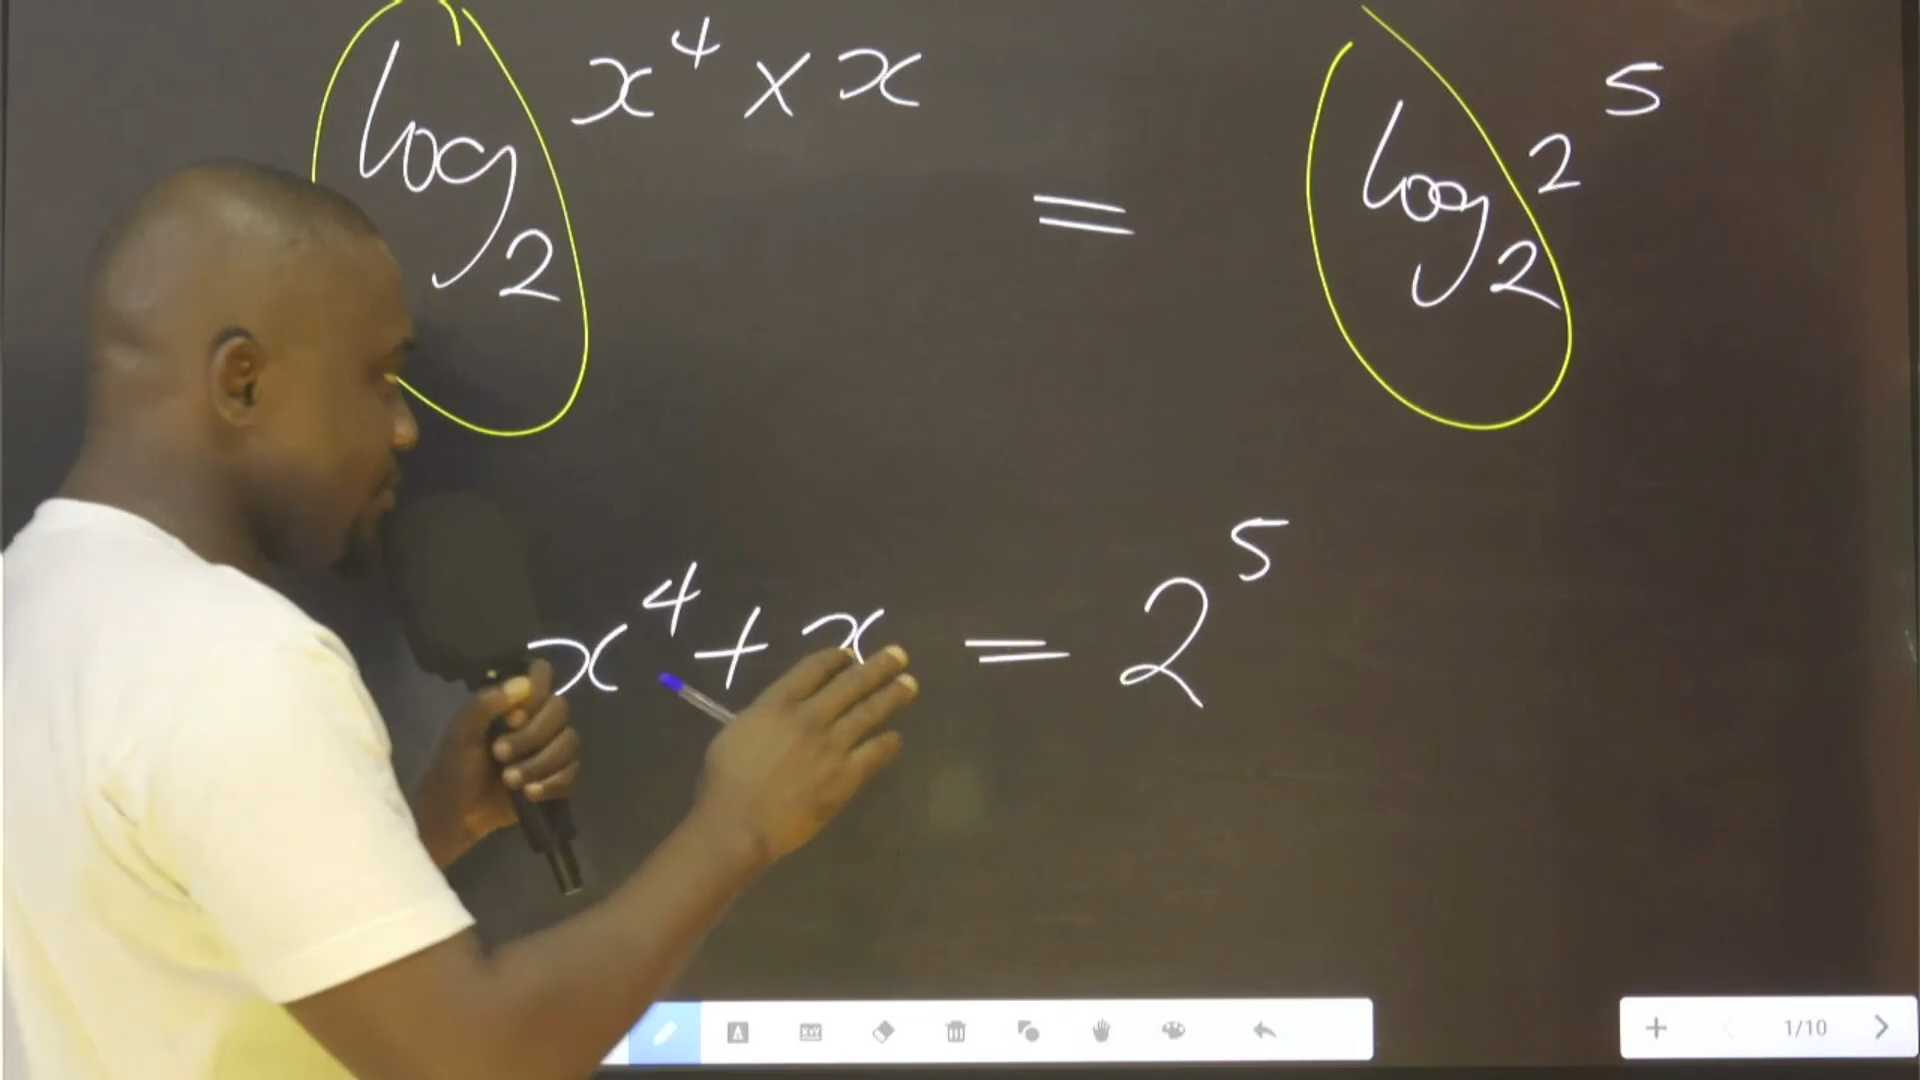 log₂ x⁴ × x = log₂ 2⁵
x⁴ + x = 2⁵
A X+Y 1/10